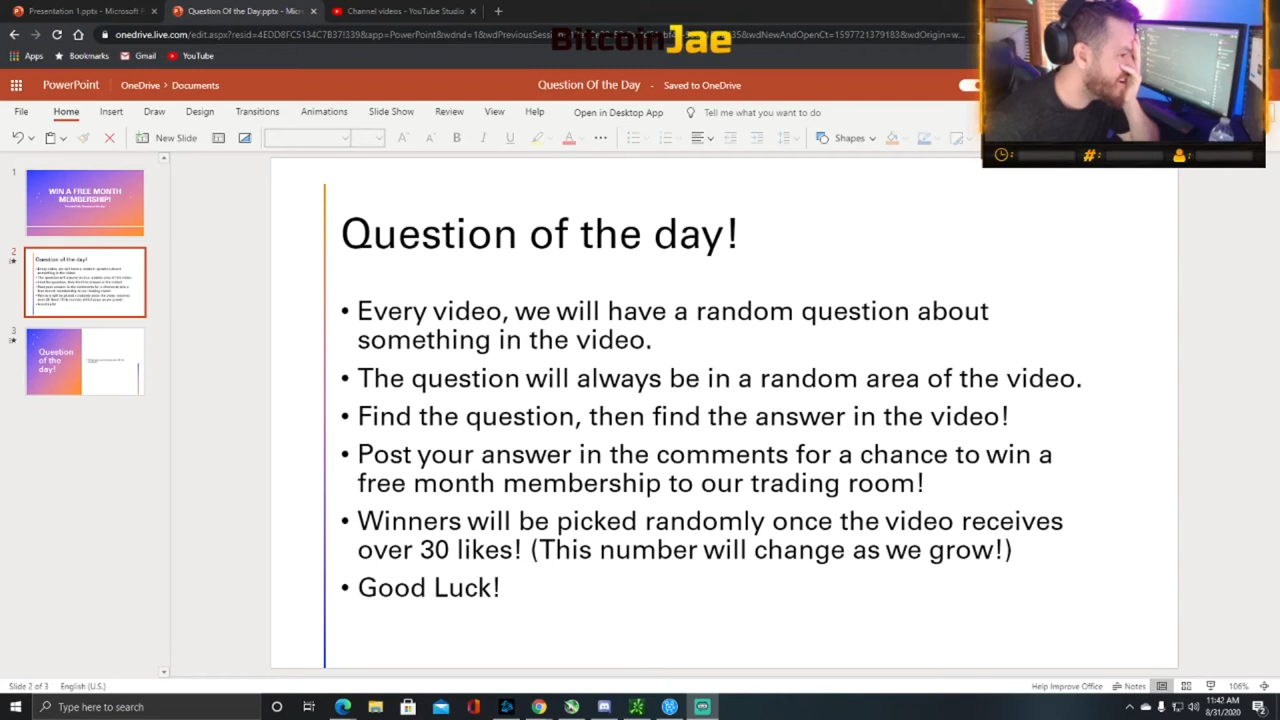 Presentation 1.pptx - Microsoft
Question Of the Day.pptx - Micr
Channel videos - YouTube Studio
onedrive.live.com/edit.aspx?resid=4EDD8FC5134C7B37!339&app=PowerPoint&wdnd=1&wdPreviousSess
Bitcoin Jae
Apps
Bookmarks
Gmail
YouTube
PowerPoint
OneDrive > Documents
Question Of the Day - Saved to OneDrive
File Home Insert Draw Design Transitions Animations Slide Show Review View Help Open in Desktop App Tell me what you want to do
New Slide
B I U
Shapes
#:
1
WIN A FREE MONTH
MEMBERSHIP!
2
Question of the day!
3
Question
of the
day!
Question of the day!
• Every video, we will have a random question about
something in the video.
• The question will always be in a random area of the video.
• Find the question, then find the answer in the video!
• Post your answer in the comments for a chance to win a
free month membership to our trading room!
• Winners will be picked randomly once the video receives
over 30 likes! (This number will change as we grow!)
• Good Luck!
Slide 2 of 3 English (U.S.)
Help Improve Office Notes 106%
Type here to search
11:42 AM
8/31/2020
2